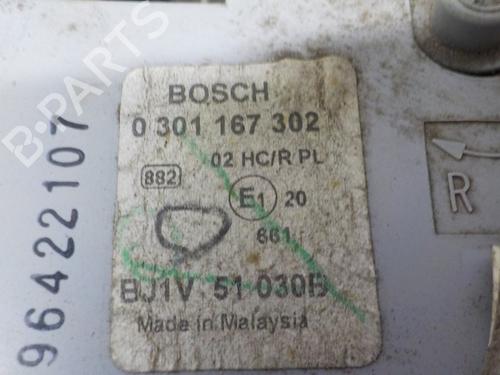 B-PARTS
BOSCH
0 301 167 302
02 HC/R PL
882
E1 20
661
BJ1V 51 030B
Made in Malaysia
96422107
R